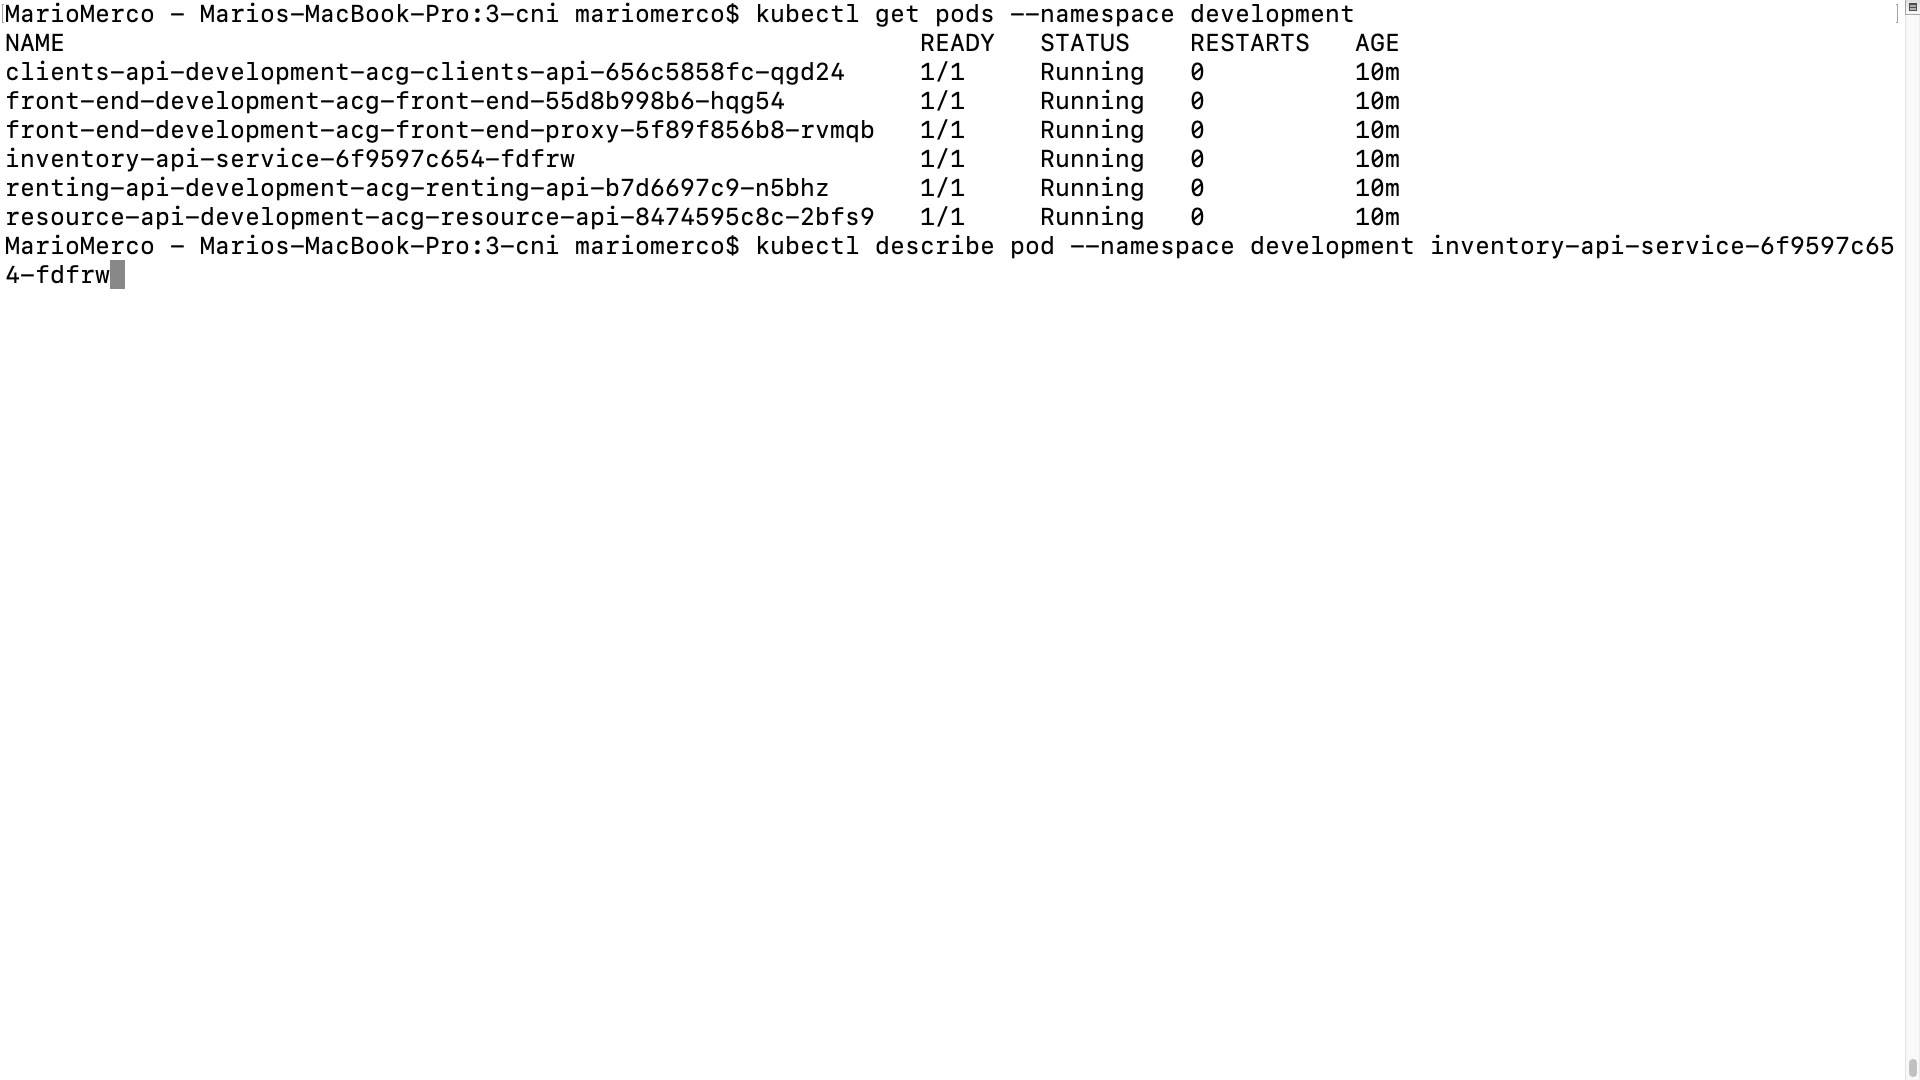 MarioMerco - Marios-MacBook-Pro:3-cni mariomerco$ kubectl get pods --namespace development
NAME READY STATUS RESTARTS AGE
clients-api-development-acg-clients-api-656c5858fc-qgd24 1/1 Running 0 10m
front-end-development-acg-front-end-55d8b998b6-hqg54 1/1 Running 0 10m
front-end-development-acg-front-end-proxy-5f89f856b8-rvmqb 1/1 Running 0 10m
inventory-api-service-6f9597c654-fdfrw 1/1 Running 0 10m
renting-api-development-acg-renting-api-b7d6697c9-n5bhz 1/1 Running 0 10m
resource-api-development-acg-resource-api-8474595c8c-2bfs9 1/1 Running 0 10m
MarioMerco - Marios-MacBook-Pro:3-cni mariomerco$ kubectl describe pod --namespace development inventory-api-service-6f9597c65
4-fdfrw